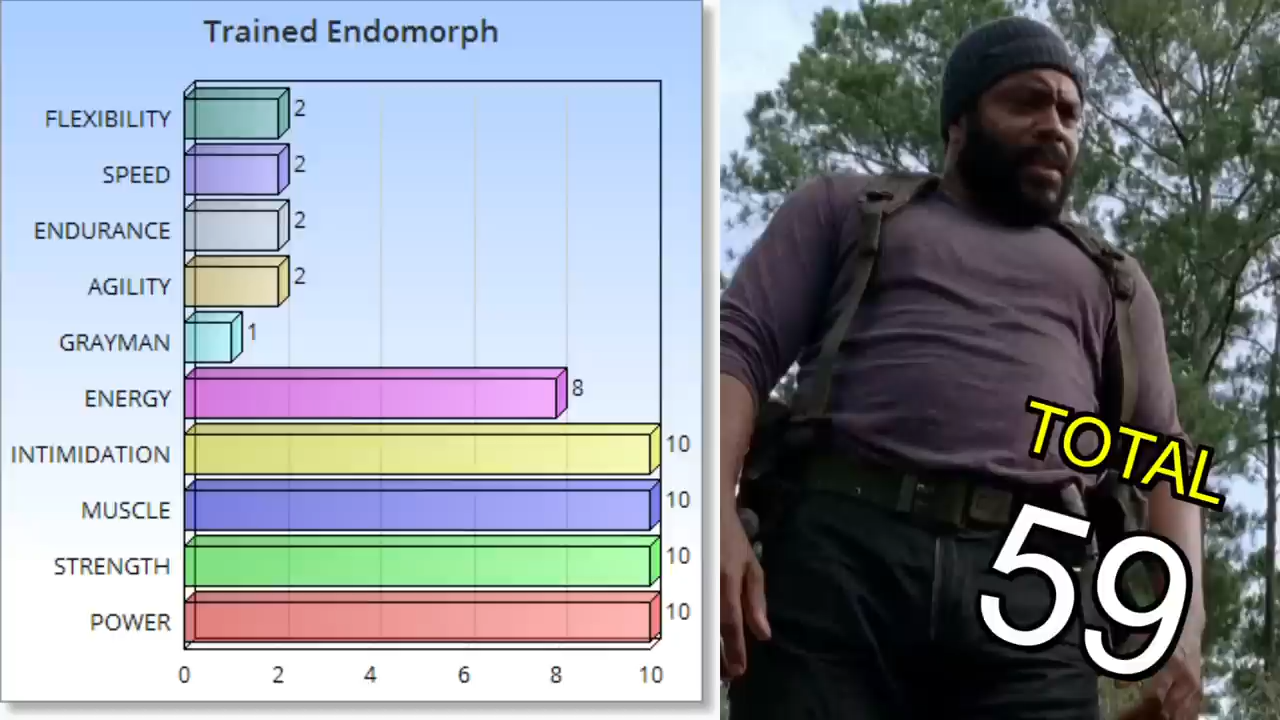 Trained Endomorph
FLEXIBILITY 2
SPEED 2
ENDURANCE 2
AGILITY 2
GRAYMAN 1
ENERGY 8
INTIMIDATION 10
MUSCLE 10
STRENGTH 10
POWER 10
0 2 4 6 8 10
TOTAL
59